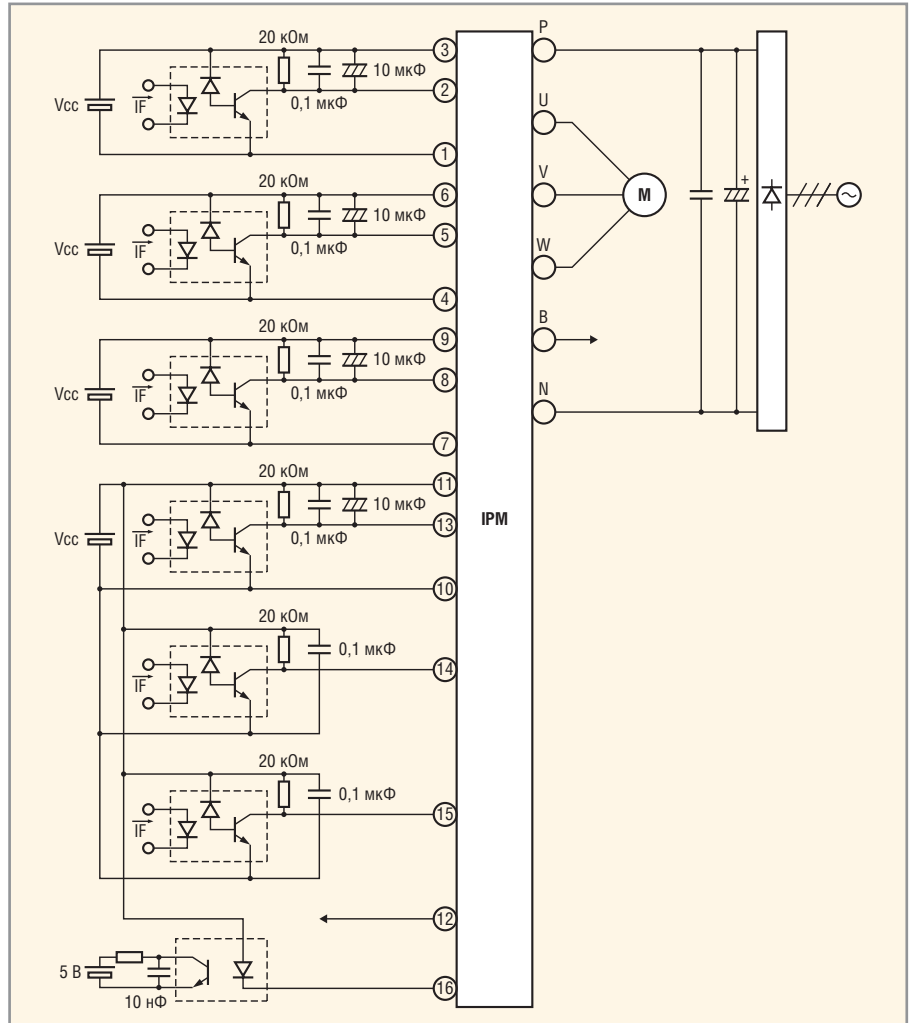 20 кОм
3
10 мкФ
2
0,1 мкФ
Vcc
IF
1
20 кОм
6
10 мкФ
5
0,1 мкФ
Vcc
IF
4
20 кОм
9
10 мкФ
8
0,1 мкФ
Vcc
IF
7
20 кОм
11
10 мкФ
13
0,1 мкФ
Vcc
IF
10
20 кОм
0,1 мкФ
14
IF
20 кОм
0,1 мкФ
15
IF
12
5 В
10 нФ
16
IPM
P
U
V
W
B
N
M
+